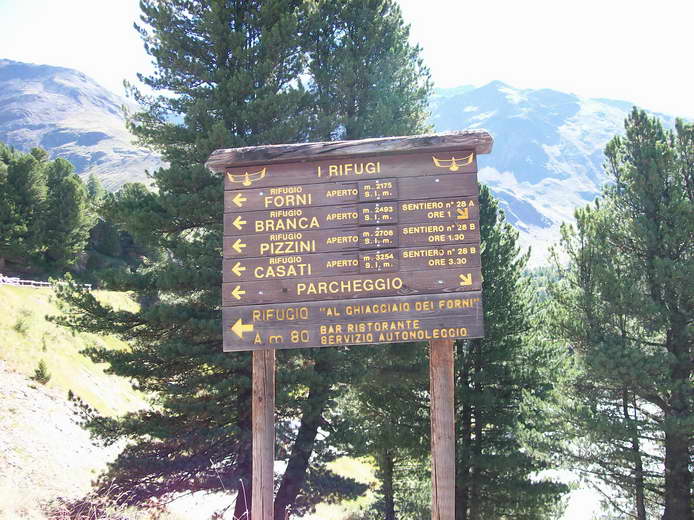 I RIFUGI
RIFUGIO FORNI APERTO m. 2175 S. l. m.
RIFUGIO BRANCA APERTO m. 2493 S. l. m. SENTIERO n° 28 A ORE 1
RIFUGIO PIZZINI APERTO m. 2706 S. l. m. SENTIERO n° 28 B ORE 1.30
RIFUGIO CASATI APERTO m. 3254 S. l. m. SENTIERO n° 28 B ORE 3.30
PARCHEGGIO
RIFUGIO "AL GHIACCIAIO DEI FORNI"
A m 80 BAR RISTORANTE
SERVIZIO AUTONOLEGGIO